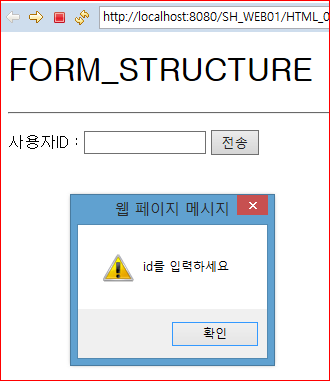 http://localhost:8080/SH_WEB01/HTML_0
FORM_STRUCTURE
사용자ID : 전송
웹 페이지 메시지
id를 입력하세요
확인